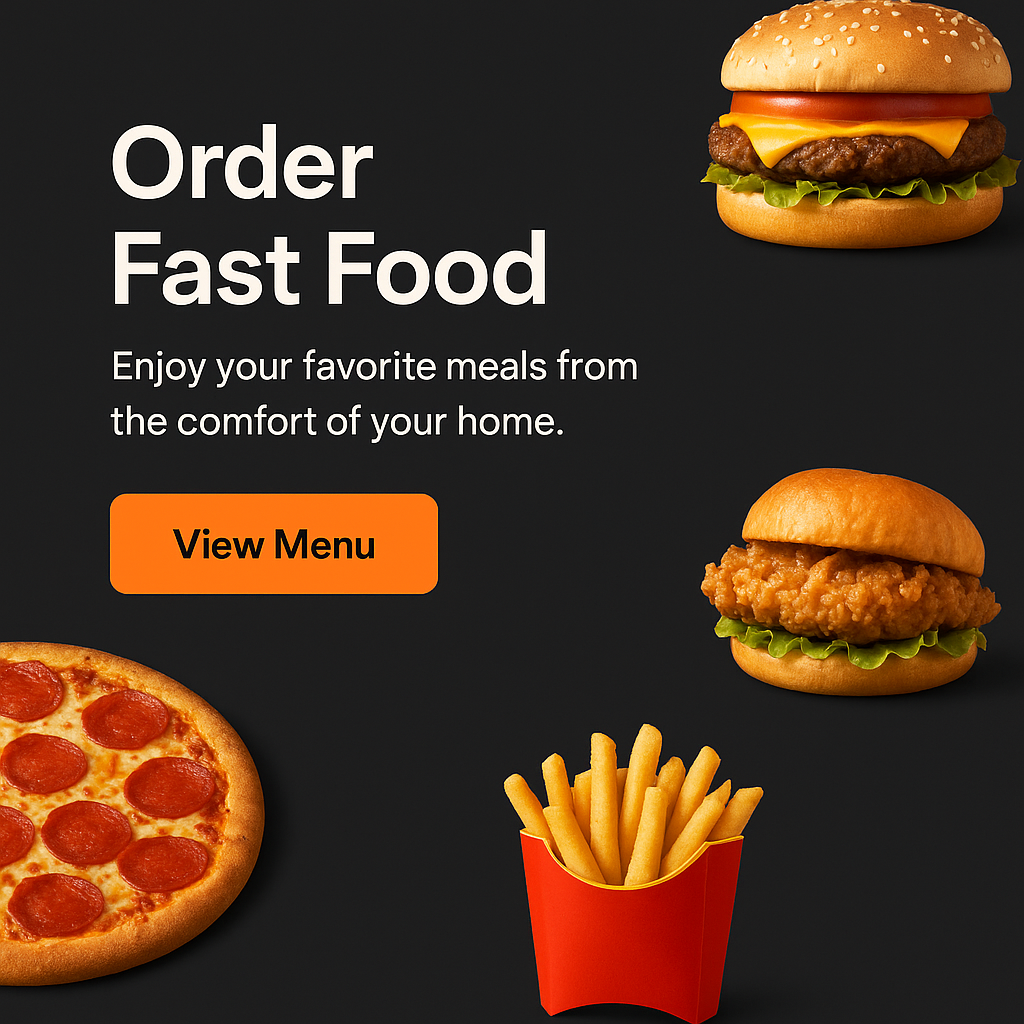 Order
Fast Food
Enjoy your favorite meals from
the comfort of your home.
View Menu